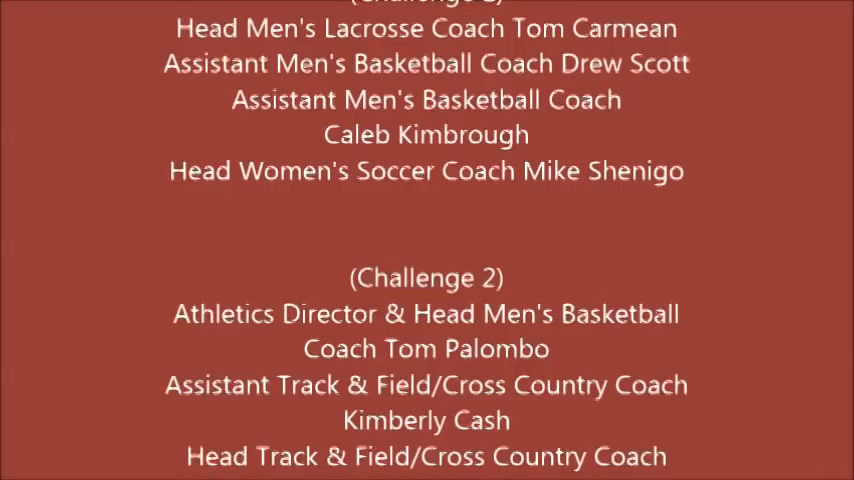 Head Men's Lacrosse Coach Tom Carmean
Assistant Men's Basketball Coach Drew Scott
Assistant Men's Basketball Coach
Caleb Kimbrough
Head Women's Soccer Coach Mike Shenigo
(Challenge 2)
Athletics Director & Head Men's Basketball
Coach Tom Palombo
Assistant Track & Field/Cross Country Coach
Kimberly Cash
Head Track & Field/Cross Country Coach